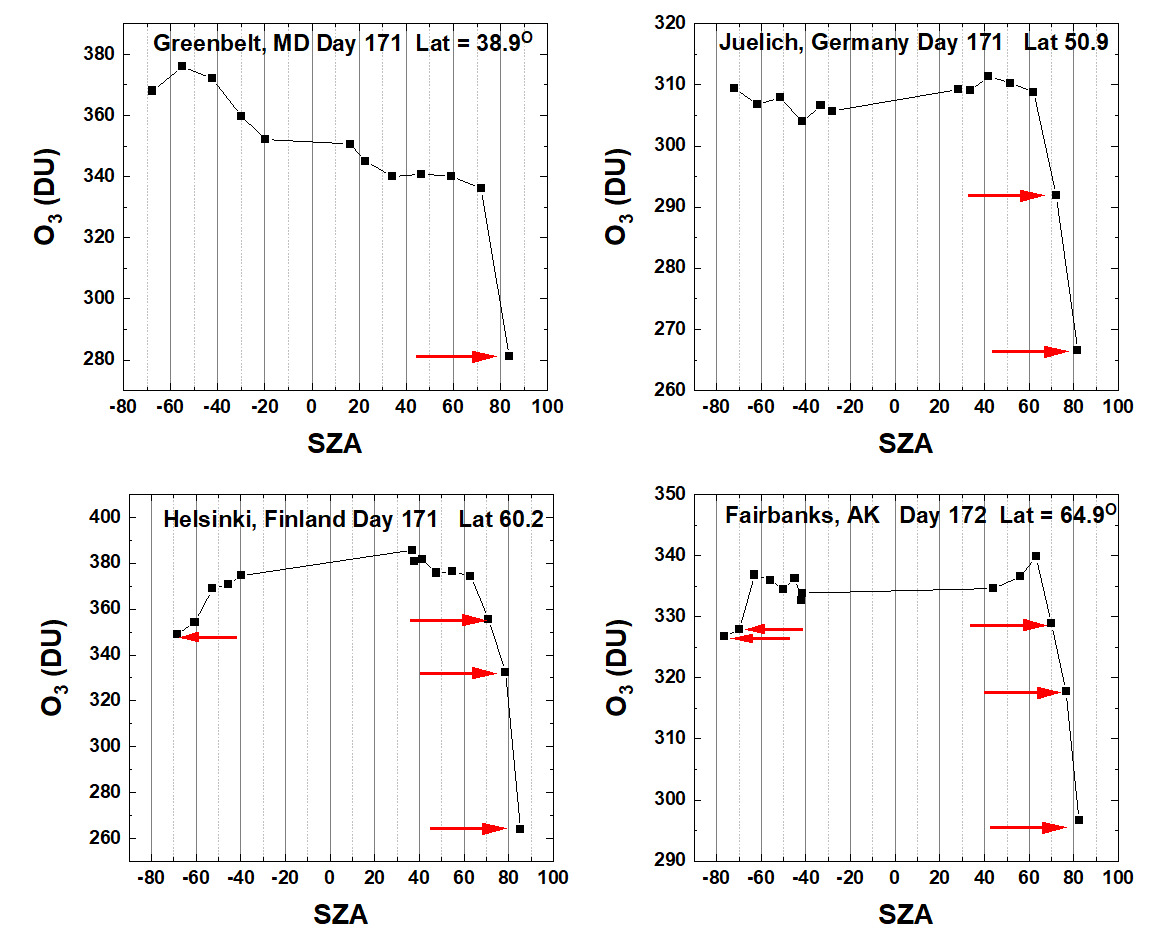 Greenbelt, MD Day 171 Lat = 38.9O
O3 (DU)
380
360
340
320
300
280
-80 -60 -40 -20 0 20 40 60 80 100
SZA
Juelich, Germany Day 171 Lat 50.9
O3 (DU)
320
310
300
290
280
270
260
-80 -60 -40 -20 0 20 40 60 80 100
SZA
Helsinki, Finland Day 171 Lat 60.2
O3 (DU)
400
380
360
340
320
300
280
260
-80 -60 -40 -20 0 20 40 60 80 100
SZA
Fairbanks, AK Day 172 Lat = 64.9O
O3 (DU)
350
340
330
320
310
300
290
-80 -60 -40 -20 0 20 40 60 80 100
SZA